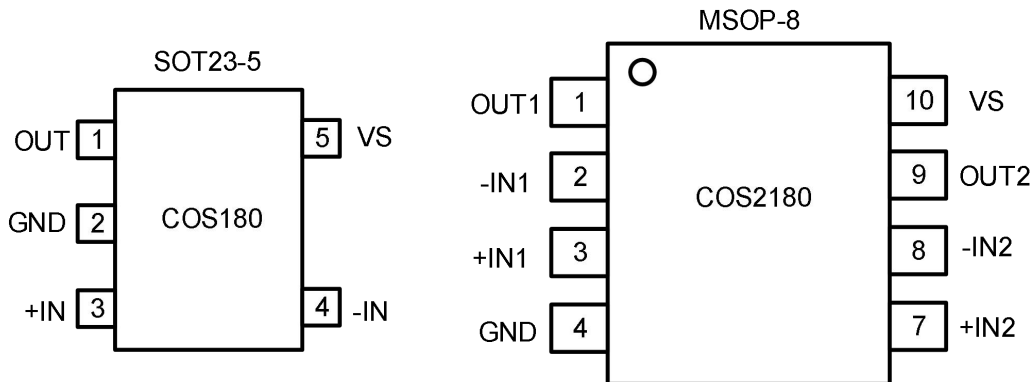 SOT23-5
OUT 1
5 VS
GND 2
COS180
+IN 3
4 -IN
MSOP-8
OUT1 1
10 VS
-IN1 2
9 OUT2
COS2180
+IN1 3
8 -IN2
GND 4
7 +IN2